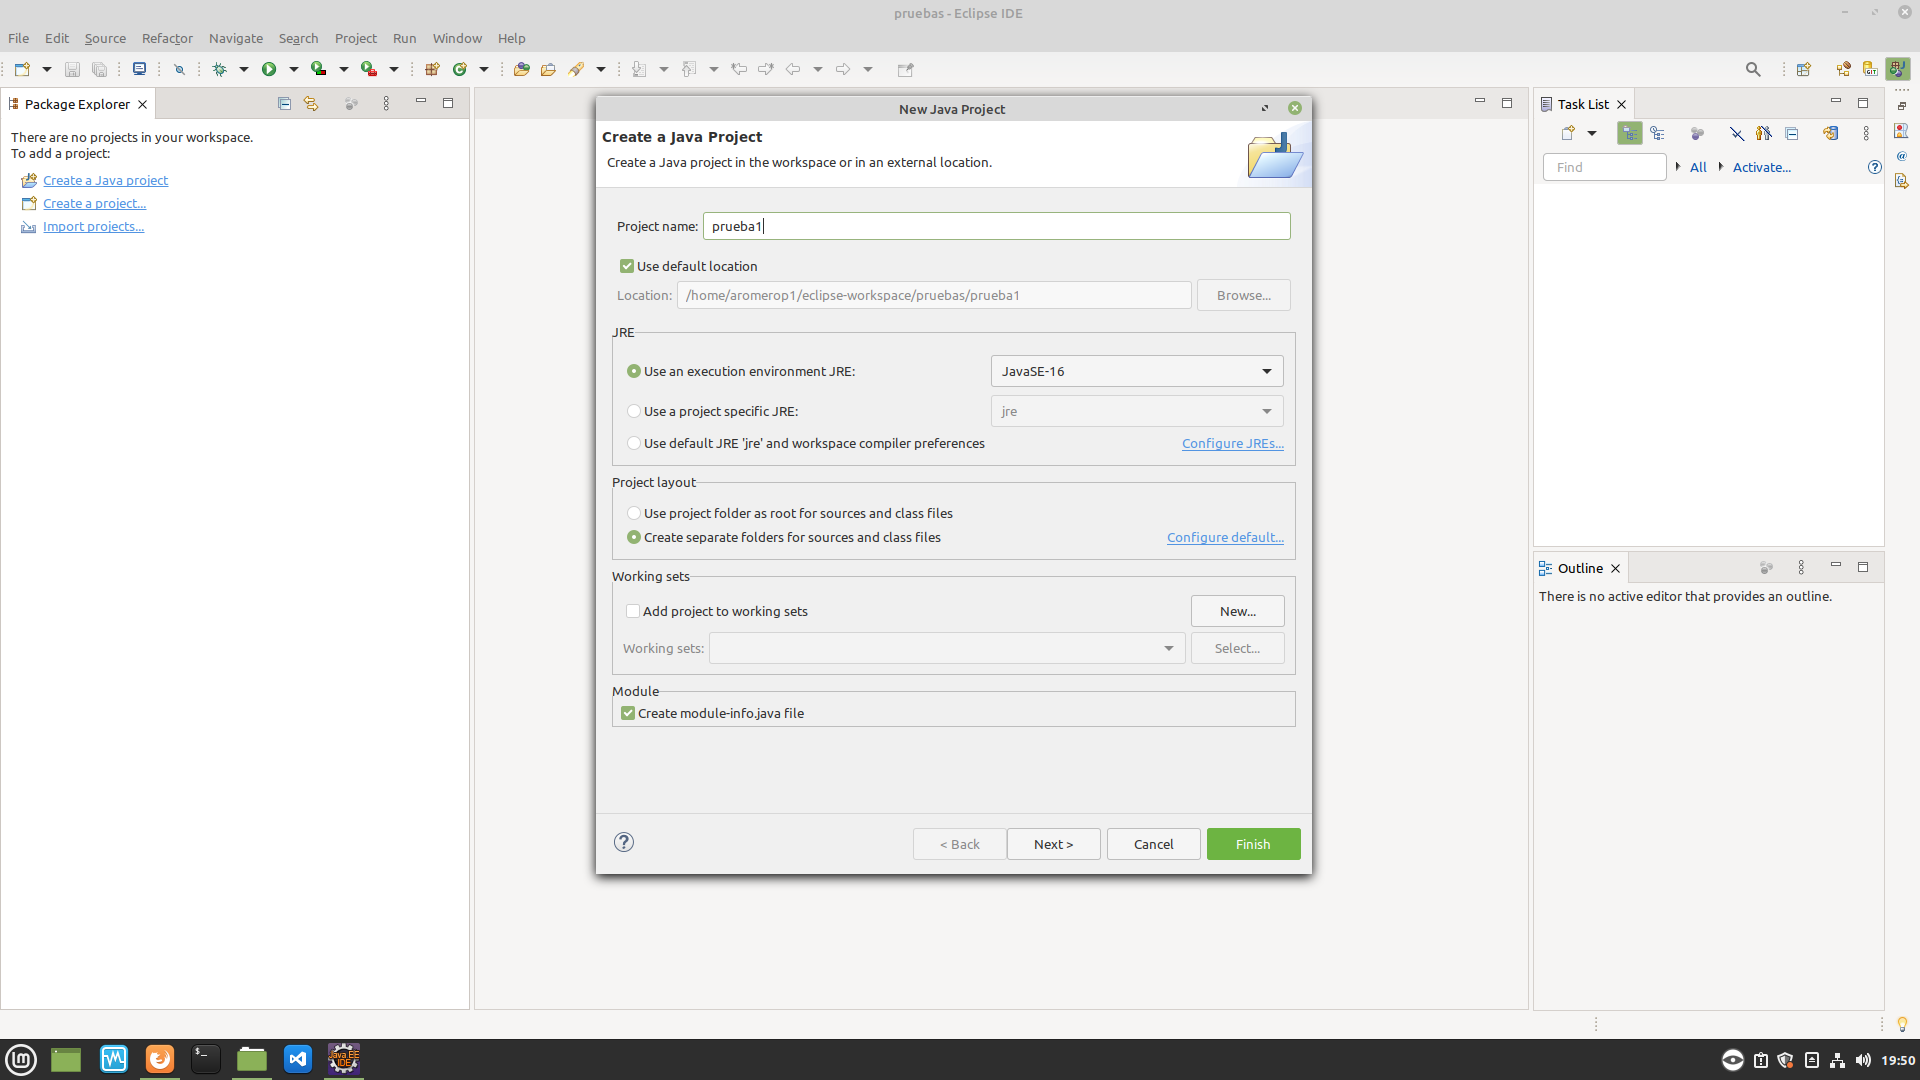 pruebas - Eclipse IDE
File Edit Source Refactor Navigate Search Project Run Window Help
Package Explorer
There are no projects in your workspace.
To add a project:
Create a Java project
Create a project...
Import projects...
New Java Project
Create a Java Project
Create a Java project in the workspace or in an external location.
Project name: prueba1
Use default location
Location: /home/aromerop1/eclipse-workspace/pruebas/prueba1 Browse...
JRE
Use an execution environment JRE: JavaSE-16
Use a project specific JRE: jre
Use default JRE 'jre' and workspace compiler preferences Configure JREs...
Project layout
Use project folder as root for sources and class files
Create separate folders for sources and class files Configure default...
Working sets
Add project to working sets New...
Working sets: Select...
Module
Create module-info.java file
< Back Next > Cancel Finish
Task List
Find All Activate...
Outline
There is no active editor that provides an outline.
Java EE
IDE
19:50